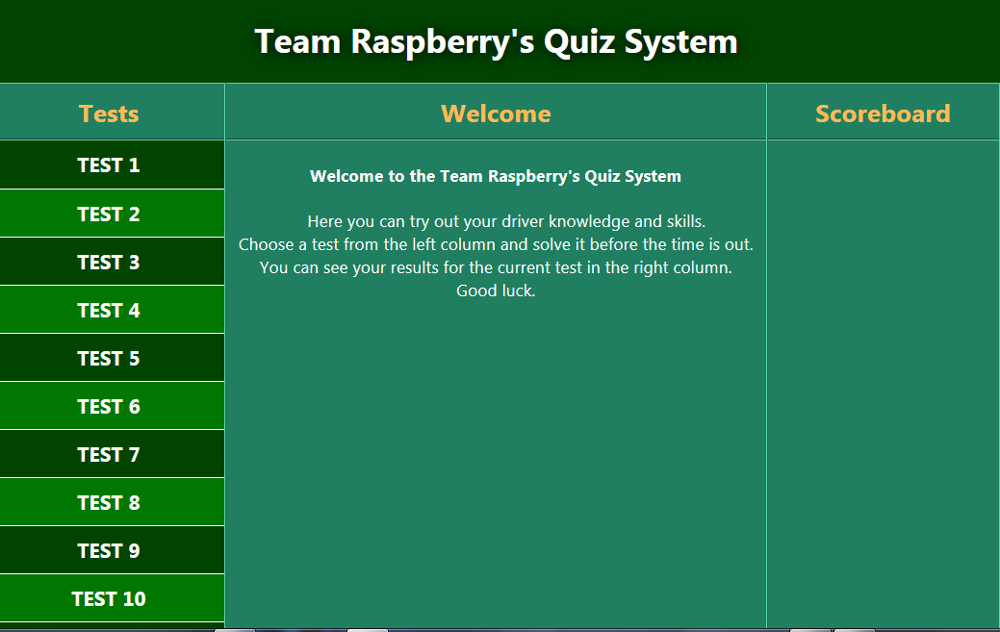 Team Raspberry's Quiz System
Tests
Welcome
Scoreboard
TEST 1
TEST 2
TEST 3
TEST 4
TEST 5
TEST 6
TEST 7
TEST 8
TEST 9
TEST 10
Welcome to the Team Raspberry's Quiz System
Here you can try out your driver knowledge and skills.
Choose a test from the left column and solve it before the time is out.
You can see your results for the current test in the right column.
Good luck.